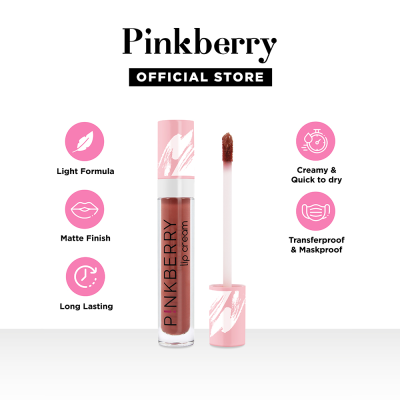 Pinkberry
OFFICIAL STORE
Light Formula
Matte Finish
Long Lasting
PINKBERRY
lip cream
Creamy &
Quick to dry
Transferproof
& Maskproof